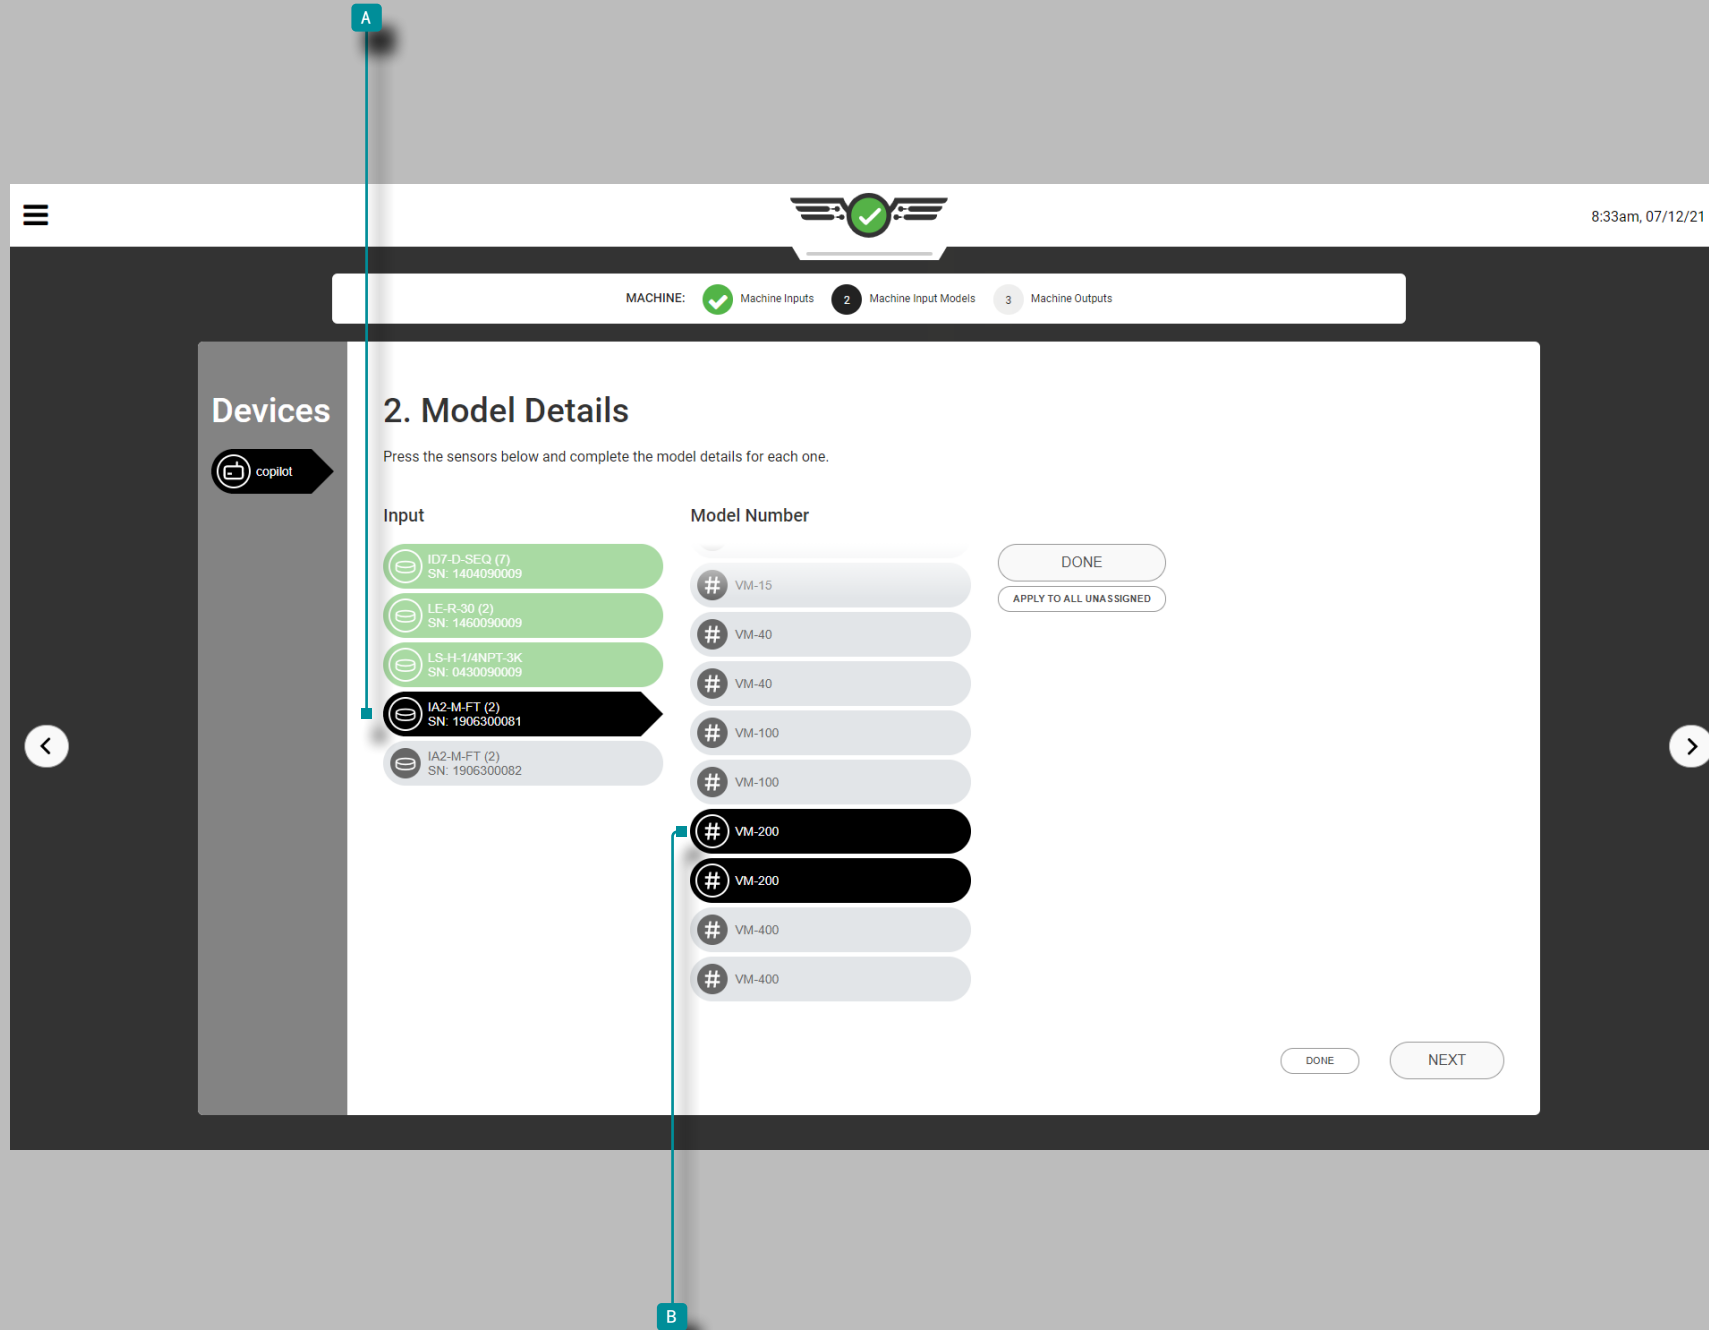 A
8:33am, 07/12/21
MACHINE: Machine Inputs 2 Machine Input Models 3 Machine Outputs
Devices
copilot
2. Model Details
Press the sensors below and complete the model details for each one.
Input
ID7-D-SEQ (7)
SN: 1404090009
LE-R-30 (2)
SN: 1460090009
LS-H-1/4NPT-3K
SN: 0430090009
IA2-M-FT (2)
SN: 1906300081
IA2-M-FT (2)
SN: 1906300082
Model Number
# VM-15
# VM-40
# VM-40
# VM-100
# VM-100
# VM-200
# VM-200
# VM-400
# VM-400
DONE
APPLY TO ALL UNASSIGNED
DONE
NEXT
B